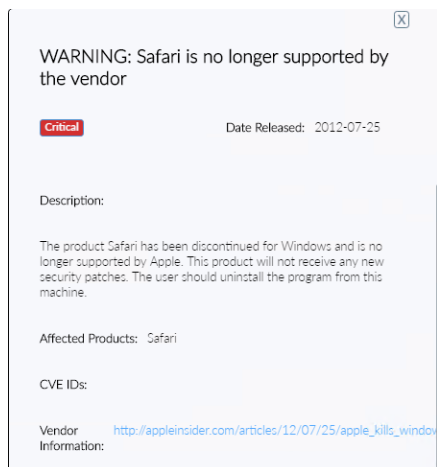 X
WARNING: Safari is no longer supported by
the vendor
Critical
Date Released: 2012-07-25
Description:
The product Safari has been discontinued for Windows and is no
longer supported by Apple. This product will not receive any new
security patches. The user should uninstall the program from this
machine.
Affected Products: Safari
CVE IDs:
Vendor http://appleinsider.com/articles/12/07/25/apple_kills_window
Information: